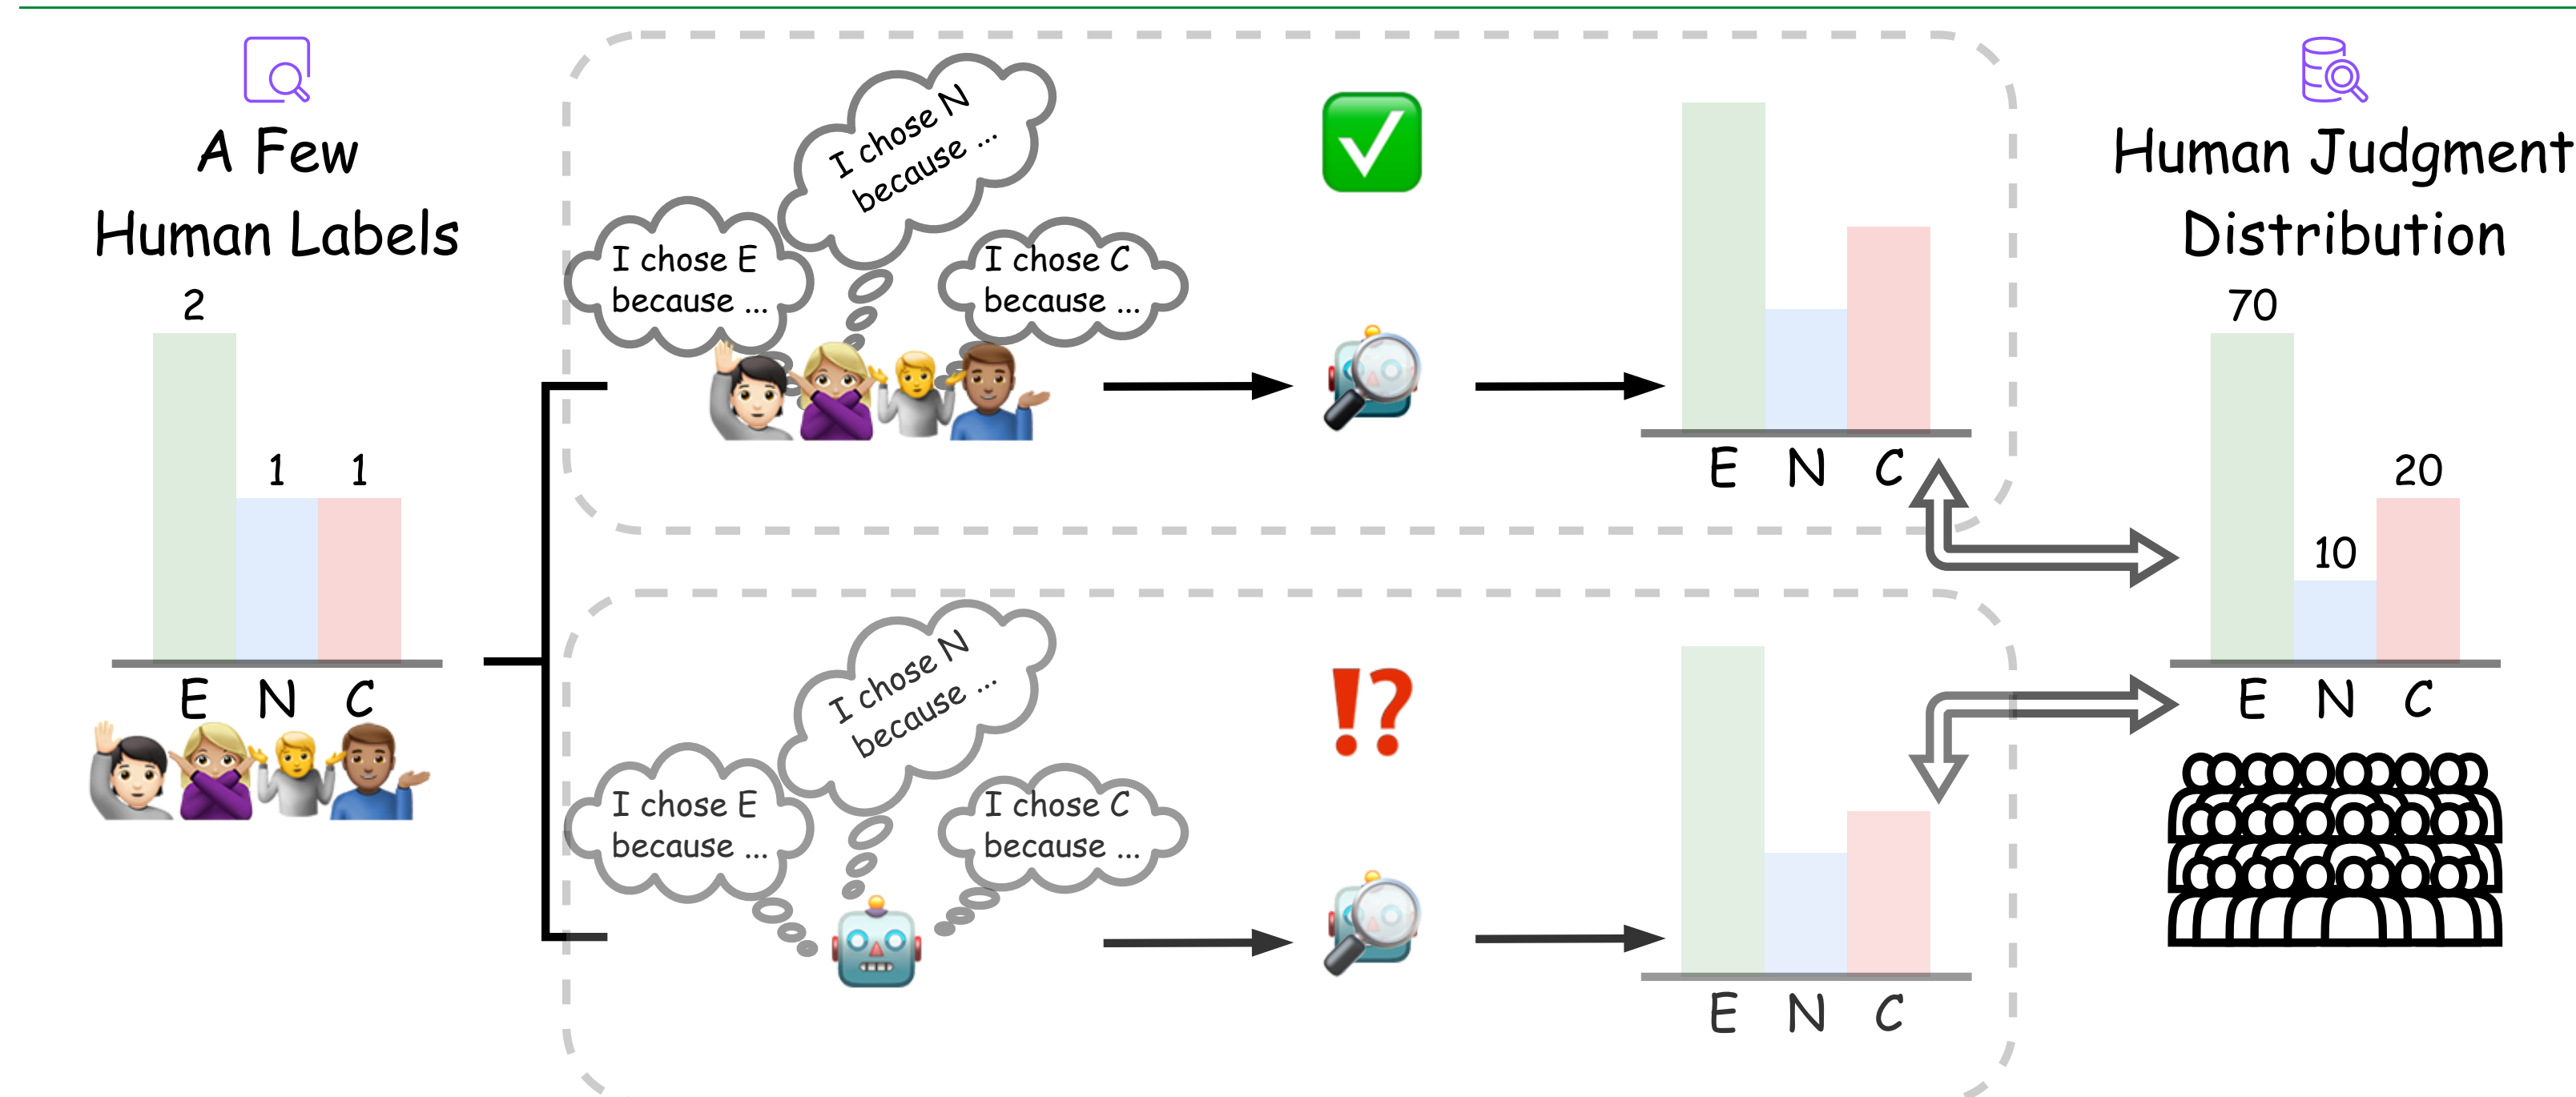 A Few
Human Labels
2
1 1
E N C
I chose N
because ...
I chose E
because ...
I chose C
because ...
E N C
I chose N
because ...
I chose E
because ...
I chose C
because ...
E N C
Human Judgment
Distribution
70
10
20
E N C